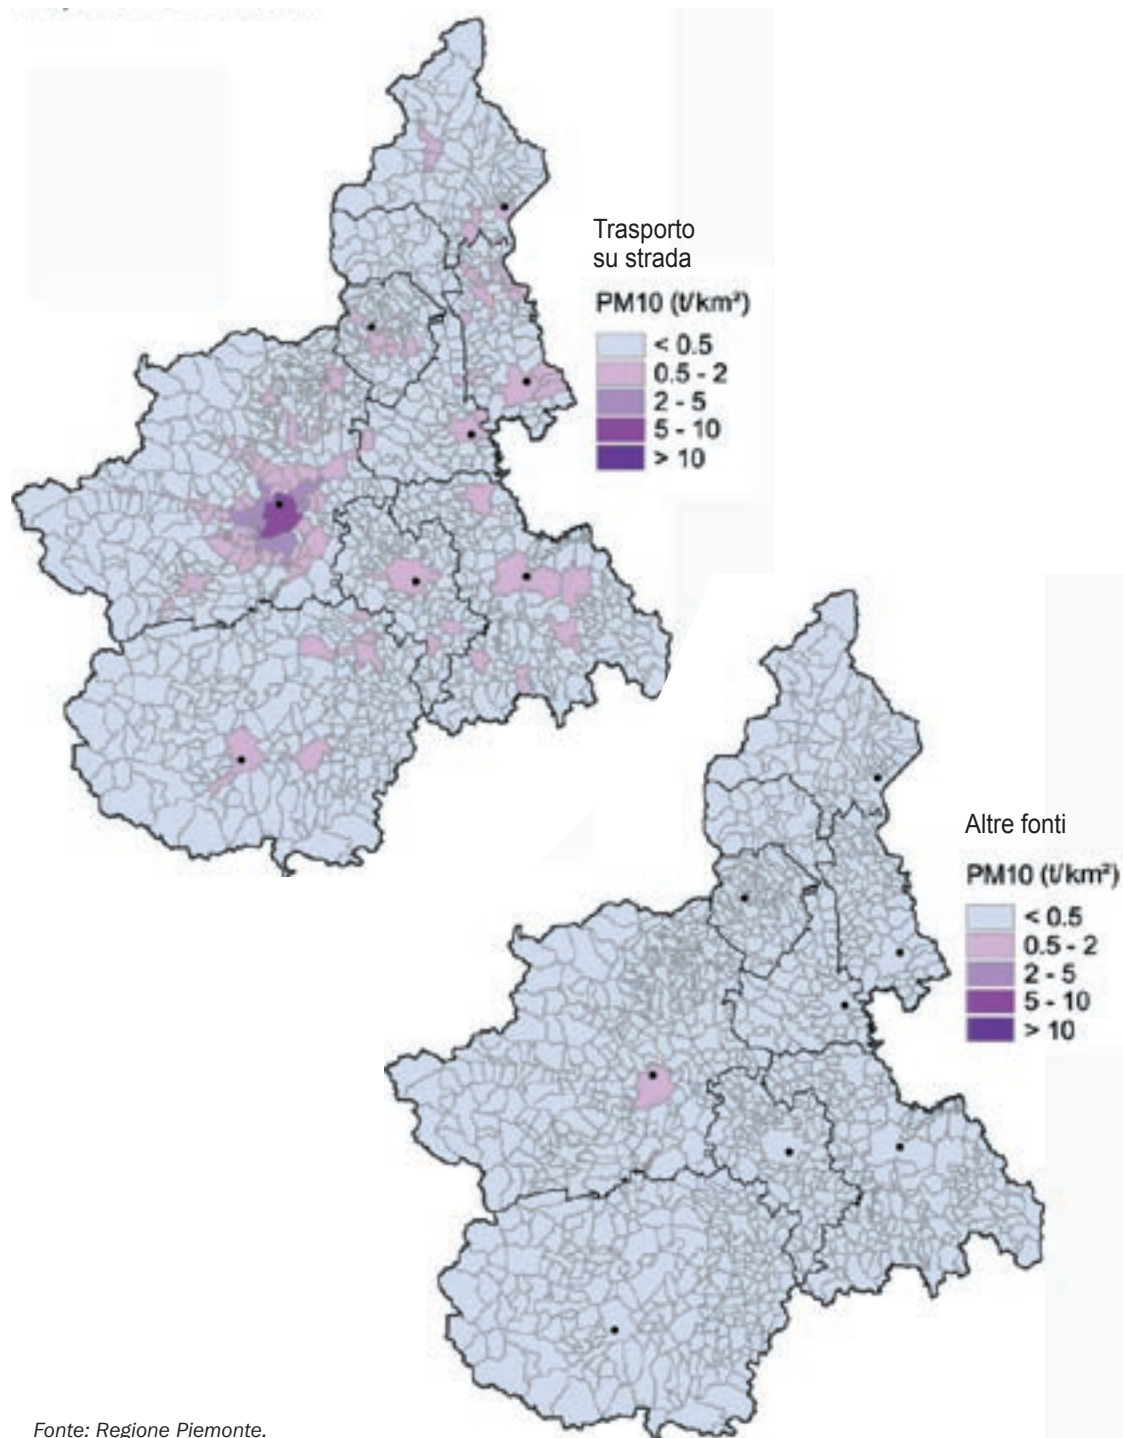 Trasporto
su strada
PM10 (t/km²)
< 0.5
0.5 - 2
2 - 5
5 - 10
> 10
Altre fonti
PM10 (t/km²)
< 0.5
0.5 - 2
2 - 5
5 - 10
> 10
Fonte: Regione Piemonte.